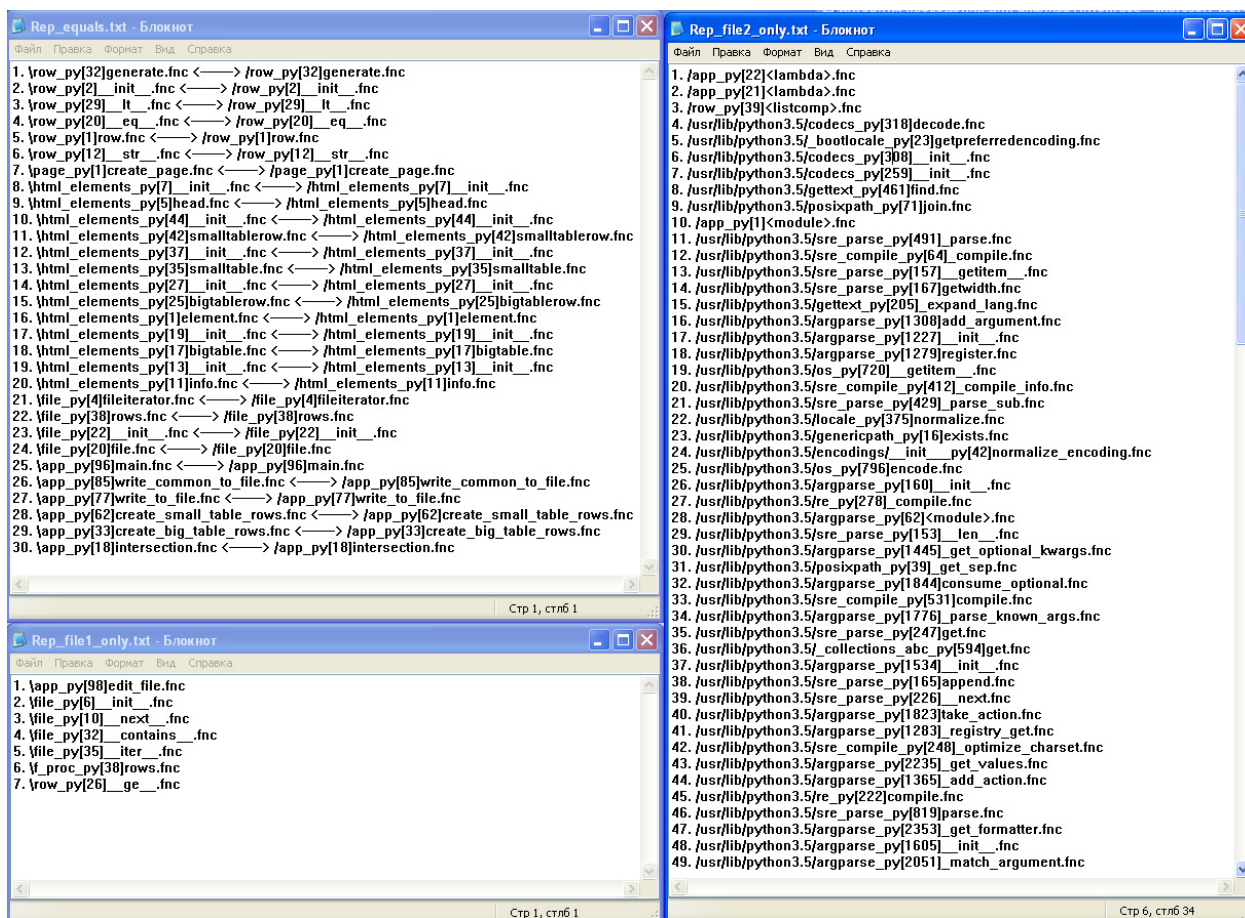 Rep_equals.txt - Блокнот
Файл Правка Формат Вид Справка
1. \row_py[32]generate.fnc <----> /row_py[32]generate.fnc
2. \row_py[2]__init__.fnc <----> /row_py[2]__init__.fnc
3. \row_py[29]__lt__.fnc <----> /row_py[29]__lt__.fnc
4. \row_py[20]__eq__.fnc <----> /row_py[20]__eq__.fnc
5. \row_py[1]row.fnc <----> /row_py[1]row.fnc
6. \row_py[12]__str__.fnc <----> /row_py[12]__str__.fnc
7. \page_py[1]create_page.fnc <----> /page_py[1]create_page.fnc
8. \html_elements_py[7]__init__.fnc <----> /html_elements_py[7]__init__.fnc
9. \html_elements_py[5]head.fnc <----> /html_elements_py[5]head.fnc
10. \html_elements_py[44]__init__.fnc <----> /html_elements_py[44]__init__.fnc
11. \html_elements_py[42]smalltablerow.fnc <----> /html_elements_py[42]smalltablerow.fnc
12. \html_elements_py[37]__init__.fnc <----> /html_elements_py[37]__init__.fnc
13. \html_elements_py[35]smalltable.fnc <----> /html_elements_py[35]smalltable.fnc
14. \html_elements_py[27]__init__.fnc <----> /html_elements_py[27]__init__.fnc
15. \html_elements_py[25]bigtablerow.fnc <----> /html_elements_py[25]bigtablerow.fnc
16. \html_elements_py[1]element.fnc <----> /html_elements_py[1]element.fnc
17. \html_elements_py[19]__init__.fnc <----> /html_elements_py[19]__init__.fnc
18. \html_elements_py[17]bigtable.fnc <----> /html_elements_py[17]bigtable.fnc
19. \html_elements_py[13]__init__.fnc <----> /html_elements_py[13]__init__.fnc
20. \html_elements_py[11]info.fnc <----> /html_elements_py[11]info.fnc
21. \file_py[4]fileiterator.fnc <----> /file_py[4]fileiterator.fnc
22. \file_py[38]rows.fnc <----> /file_py[38]rows.fnc
23. \file_py[22]__init__.fnc <----> /file_py[22]__init__.fnc
24. \file_py[20]file.fnc <----> /file_py[20]file.fnc
25. \app_py[96]main.fnc <----> /app_py[96]main.fnc
26. \app_py[85]write_common_to_file.fnc <----> /app_py[85]write_common_to_file.fnc
27. \app_py[77]write_to_file.fnc <----> /app_py[77]write_to_file.fnc
28. \app_py[62]create_small_table_rows.fnc <----> /app_py[62]create_small_table_rows.fnc
29. \app_py[33]create_big_table_rows.fnc <----> /app_py[33]create_big_table_rows.fnc
30. \app_py[18]intersection.fnc <----> /app_py[18]intersection.fnc
Стр 1, стлб 1
Rep_file1_only.txt - Блокнот
Файл Правка Формат Вид Справка
1. \app_py[98]edit_file.fnc
2. \file_py[6]__init__.fnc
3. \file_py[10]__next__.fnc
4. \file_py[32]__contains__.fnc
5. \file_py[35]__iter__.fnc
6. \f_proc_py[38]rows.fnc
7. \row_py[26]__ge__.fnc
Стр 1, стлб 1
Rep_file2_only.txt - Блокнот
Файл Правка Формат Вид Справка
1. /app_py[22]<lambda>.fnc
2. /app_py[21]<lambda>.fnc
3. /row_py[39]<listcomp>.fnc
4. /usr/lib/python3.5/codecs_py[318]decode.fnc
5. /usr/lib/python3.5/_bootlocale_py[23]getpreferredencoding.fnc
6. /usr/lib/python3.5/codecs_py[308]__init__.fnc
7. /usr/lib/python3.5/codecs_py[259]__init__.fnc
8. /usr/lib/python3.5/gettext_py[461]find.fnc
9. /usr/lib/python3.5/posixpath_py[71]join.fnc
10. /app_py[1]<module>.fnc
11. /usr/lib/python3.5/sre_parse_py[491]_parse.fnc
12. /usr/lib/python3.5/sre_compile_py[64]_compile.fnc
13. /usr/lib/python3.5/sre_parse_py[157]__getitem__.fnc
14. /usr/lib/python3.5/sre_parse_py[167]getwidth.fnc
15. /usr/lib/python3.5/gettext_py[205]_expand_lang.fnc
16. /usr/lib/python3.5/argparse_py[1308]add_argument.fnc
17. /usr/lib/python3.5/argparse_py[1227]__init__.fnc
18. /usr/lib/python3.5/argparse_py[1279]register.fnc
19. /usr/lib/python3.5/os_py[720]__getitem__.fnc
20. /usr/lib/python3.5/sre_compile_py[412]_compile_info.fnc
21. /usr/lib/python3.5/sre_parse_py[429]_parse_sub.fnc
22. /usr/lib/python3.5/locale_py[375]normalize.fnc
23. /usr/lib/python3.5/genericpath_py[16]exists.fnc
24. /usr/lib/python3.5/encodings/__init___py[42]normalize_encoding.fnc
25. /usr/lib/python3.5/os_py[796]encode.fnc
26. /usr/lib/python3.5/argparse_py[160]__init__.fnc
27. /usr/lib/python3.5/re_py[278]_compile.fnc
28. /usr/lib/python3.5/argparse_py[62]<module>.fnc
29. /usr/lib/python3.5/sre_parse_py[153]__len__.fnc
30. /usr/lib/python3.5/argparse_py[1445]_get_optional_kwargs.fnc
31. /usr/lib/python3.5/posixpath_py[39]_get_sep.fnc
32. /usr/lib/python3.5/argparse_py[1844]consume_optional.fnc
33. /usr/lib/python3.5/sre_compile_py[531]compile.fnc
34. /usr/lib/python3.5/argparse_py[1776]_parse_known_args.fnc
35. /usr/lib/python3.5/sre_parse_py[247]get.fnc
36. /usr/lib/python3.5/_collections_abc_py[594]get.fnc
37. /usr/lib/python3.5/argparse_py[1534]__init__.fnc
38. /usr/lib/python3.5/sre_parse_py[165]append.fnc
39. /usr/lib/python3.5/sre_parse_py[226]__next.fnc
40. /usr/lib/python3.5/argparse_py[1823]take_action.fnc
41. /usr/lib/python3.5/argparse_py[1283]_registry_get.fnc
42. /usr/lib/python3.5/sre_compile_py[248]_optimize_charset.fnc
43. /usr/lib/python3.5/argparse_py[2235]_get_values.fnc
44. /usr/lib/python3.5/argparse_py[1365]_add_action.fnc
45. /usr/lib/python3.5/re_py[222]compile.fnc
46. /usr/lib/python3.5/sre_parse_py[819]parse.fnc
47. /usr/lib/python3.5/argparse_py[2353]_get_formatter.fnc
48. /usr/lib/python3.5/argparse_py[1605]__init__.fnc
49. /usr/lib/python3.5/argparse_py[2051]_match_argument.fnc
Стр 6, стлб 34